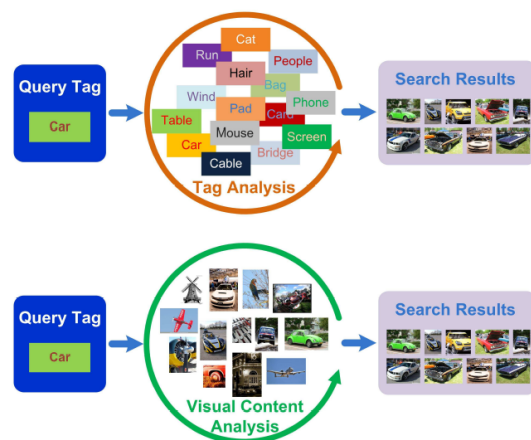 Query Tag
Car
Cat
Run
People
Hair
Bag
Wind
Pad
Phone
Table
Card
Mouse
Car
Screen
Cable
Bridge
Tag Analysis
Search Results
Query Tag
Car
Visual Content
Analysis
Search Results